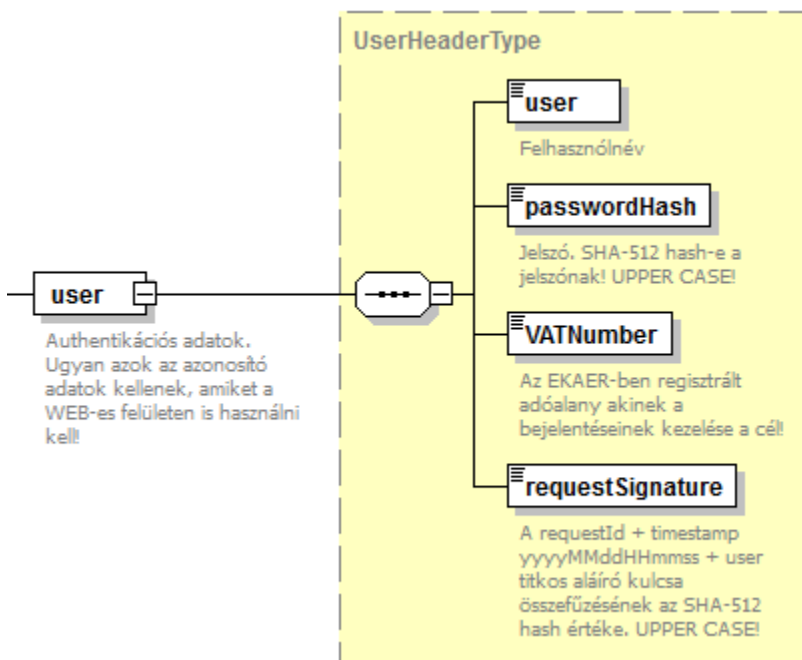 UserHeaderType
user
Felhasznólnév
passwordHash
Jelszó. SHA-512 hash-e a
jelszónak! UPPER CASE!
user
Authentikációs adatok.
Ugyan azok az azonosító
adatok kellenek, amiket a
WEB-es felületen is használni
kell!
VATNumber
Az EKAER-ben regisztrált
adóalany akinek a
bejelentéseinek kezelése a cél!
requestSignature
A requestId + timestamp
yyyyMMddHHmmss + user
titkos aláíró kulcsa
összefűzésének az SHA-512
hash értéke. UPPER CASE!